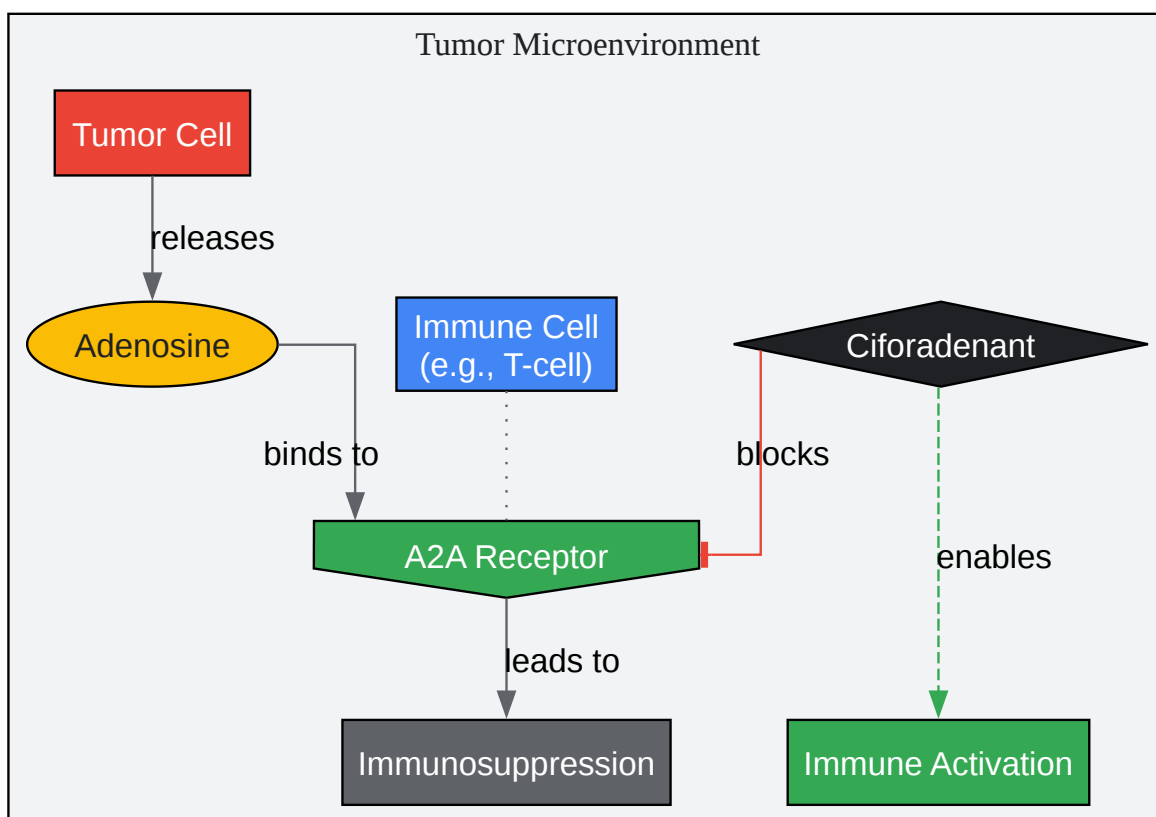 Tumor Microenvironment
Tumor Cell
releases
Adenosine
Immune Cell
(e.g., T-cell)
Ciforadenant
binds to
blocks
A2A Receptor
enables
leads to
Immunosuppression
Immune Activation